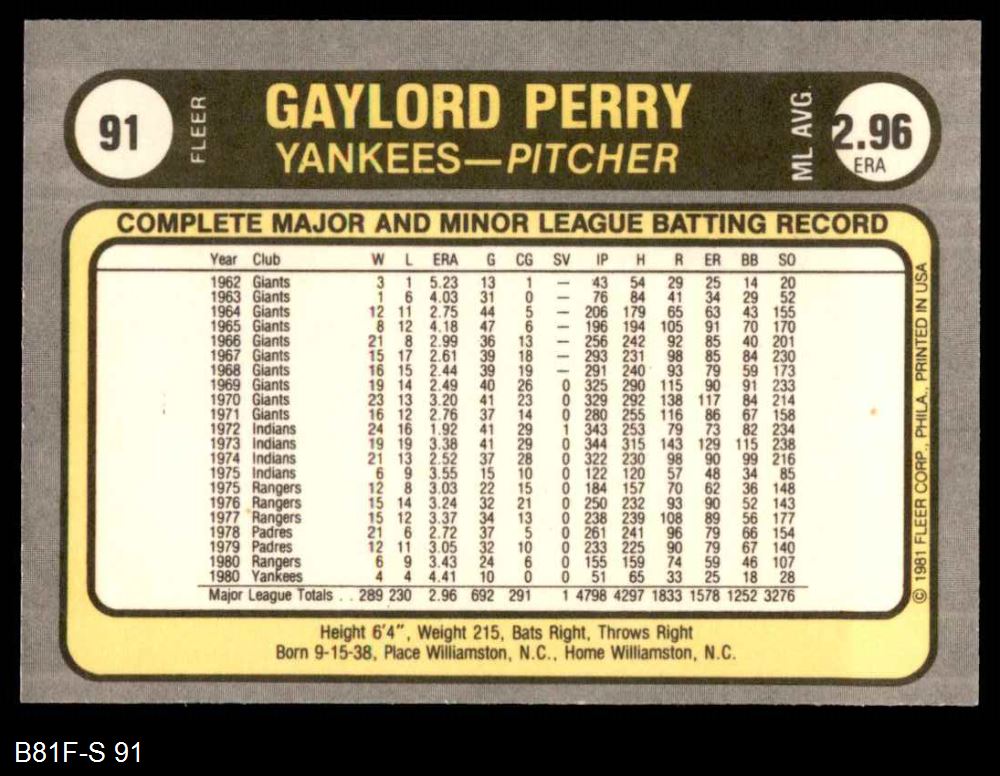 91
FLEER
GAYLORD PERRY
YANKEES—PITCHER
ML AVG.
2.96
ERA
COMPLETE MAJOR AND MINOR LEAGUE BATTING RECORD
Year Club W L ERA G CG SV IP H R ER BB SO
1962 Giants 3 1 5.23 13 1 — 43 54 29 25 14 20
1963 Giants 1 6 4.03 31 0 — 76 84 41 34 29 52
1964 Giants 12 11 2.75 44 5 — 206 179 65 63 43 155
1965 Giants 8 12 4.18 47 6 — 196 194 105 91 70 170
1966 Giants 21 8 2.99 36 13 — 256 242 92 85 40 201
1967 Giants 15 17 2.61 39 18 — 293 231 98 85 84 230
1968 Giants 16 15 2.44 39 19 — 291 240 93 79 59 173
1969 Giants 19 14 2.49 40 26 0 325 290 115 90 91 233
1970 Giants 23 13 3.20 41 23 0 329 292 138 117 84 214
1971 Giants 16 12 2.76 37 14 0 280 255 116 86 67 158
1972 Indians 24 16 1.92 41 29 1 343 253 79 73 82 234
1973 Indians 19 19 3.38 41 29 0 344 315 143 129 115 238
1974 Indians 21 13 2.52 37 28 0 322 230 98 90 99 216
1975 Indians 6 9 3.55 15 10 0 122 120 57 48 34 85
1975 Rangers 12 8 3.03 22 15 0 184 157 70 62 36 148
1976 Rangers 15 14 3.24 32 21 0 250 232 93 90 52 143
1977 Rangers 15 12 3.37 34 13 0 238 239 108 89 56 177
1978 Padres 21 6 2.72 37 5 0 261 241 96 79 66 154
1979 Padres 12 11 3.05 32 10 0 233 225 90 79 67 140
1980 Rangers 6 9 3.43 24 6 0 155 159 74 59 46 107
1980 Yankees 4 4 4.41 10 0 0 51 65 33 25 18 28
Major League Totals . . 289 230 2.96 692 291 1 4798 4297 1833 1578 1252 3276
Height 6'4", Weight 215, Bats Right, Throws Right
Born 9-15-38, Place Williamston, N.C., Home Williamston, N.C.
© 1981 FLEER CORP., PHILA., PRINTED IN USA
B81F-S 91